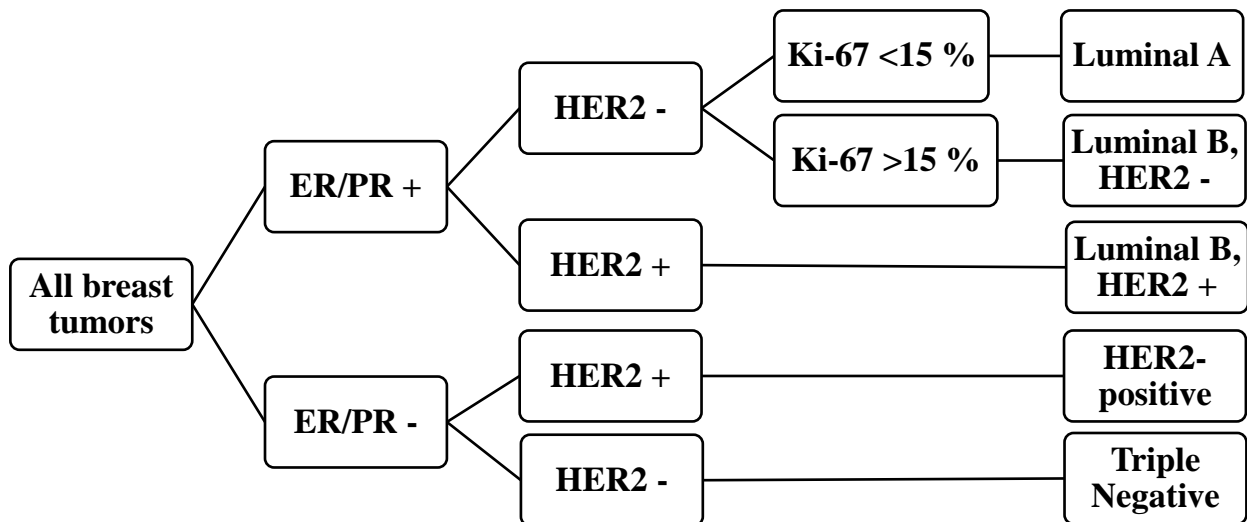 Ki-67 <15 %
Luminal A
HER2 -
Ki-67 >15 %
Luminal B,
HER2 -
ER/PR +
HER2 +
Luminal B,
HER2 +
All breast
tumors
HER2 +
HER2-
positive
ER/PR -
HER2 -
Triple
Negative